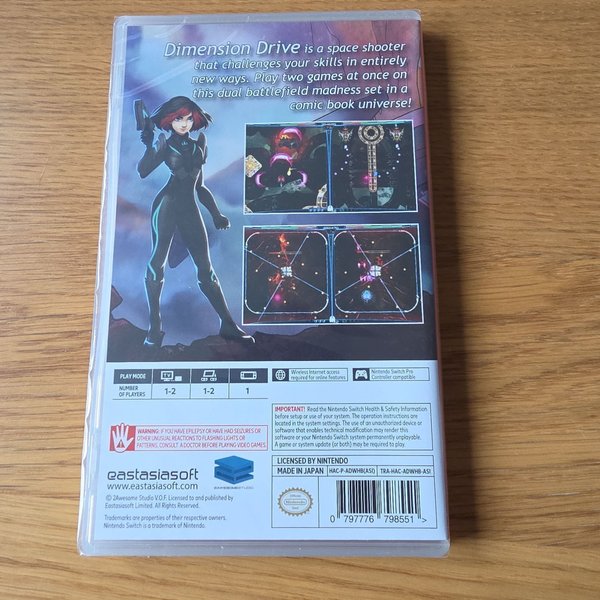 Dimension Drive is a space shooter
that challenges your skills in entirely
new ways. Play two games at once on
this dual battlefield madness set in a
comic book universe!
PLAY MODE
TV
NUMBER
OF PLAYERS
1-2
1-2
1
Wireless Internet access
required for online features
Nintendo Switch Pro
Controller compatible
WARNING: IF YOU HAVE EPILEPSY OR HAVE HAD SEIZURES OR
OTHER UNUSUAL REACTIONS TO FLASHING LIGHTS OR
PATTERNS, CONSULT A DOCTOR BEFORE PLAYING VIDEO GAMES.
IMPORTANT! Read the Nintendo Switch Health & Safety Information
before setup or use of your system. The operation instructions are
located in the system settings. The use of an unauthorized device or
software that enables technical modification may render this
software or your Nintendo Switch system permanently unplayable.
A game or system update (or both) may be required to play.
eastasiasoft
www.eastasiasoft.com
2AWESOMESTUDIO
© 2Awesome Studio V.O.F. Licensed to and published by
Eastasiasoft Limited. All Rights Reserved.
Trademarks are properties of their respective owners.
Nintendo Switch is a trademark of Nintendo.
LICENSED BY NINTENDO
MADE IN JAPAN
HAC-P-ADWHB(ASI)
TRA-HAC-ADWHB-ASI
Official
Nintendo
Seal
0 797776 798551 >